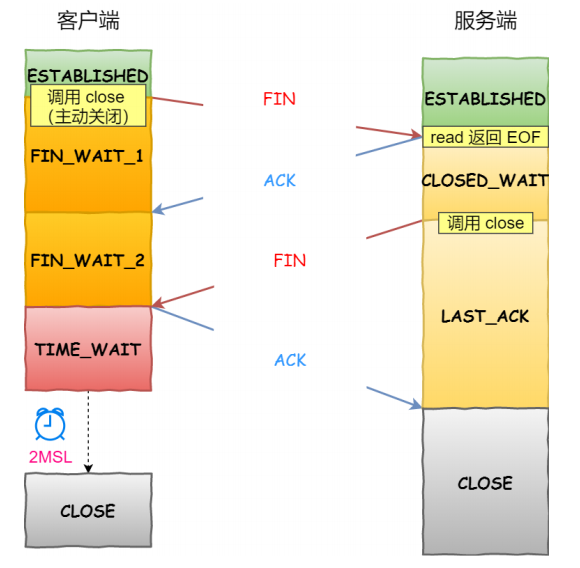 客户端
服务端
ESTABLISHED
调用 close
（主动关闭）
FIN
ESTABLISHED
read 返回 EOF
FIN_WAIT_1
ACK
CLOSED_WAIT
调用 close
FIN_WAIT_2
FIN
LAST_ACK
TIME_WAIT
ACK
2MSL
CLOSE
CLOSE